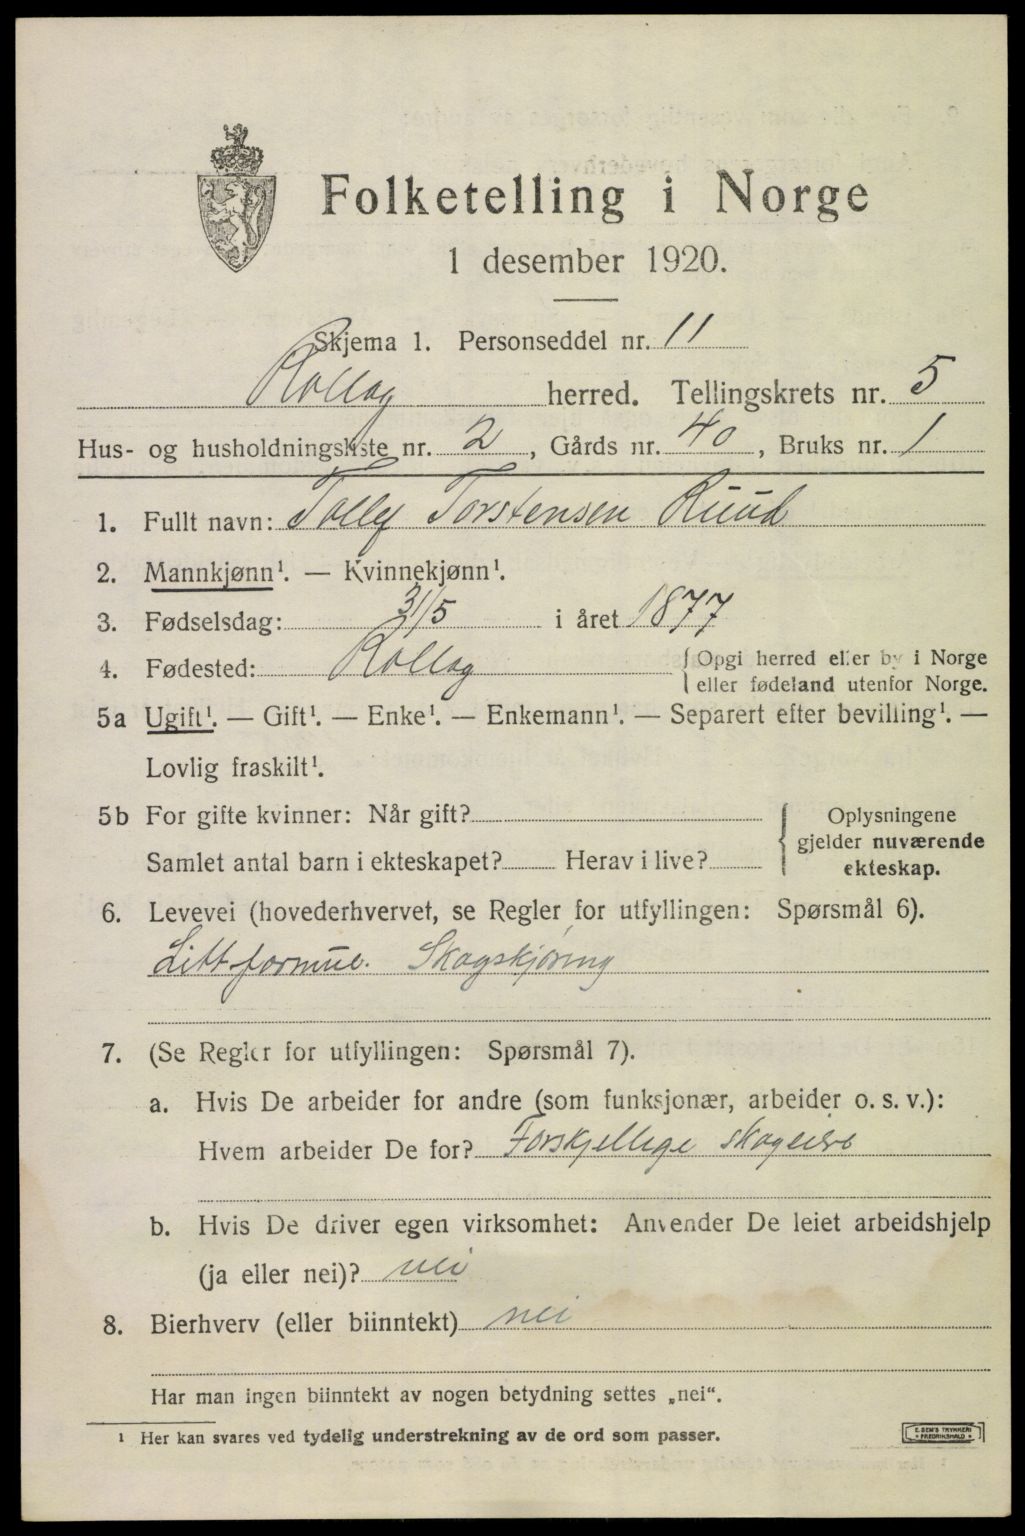 Folketelling i Norge
1 desember 1920.
Skjema 1. Personseddel nr. 11
Rollag herred. Tellingskrets nr. 5
Hus- og husholdningsliste nr. 2, Gårds nr. 40, Bruks nr. 1
1. Fullt navn: Tollef Torstensen Ruud
2. Mannkjønn¹. — Kvinnekjønn¹.
3. Fødselsdag: 31/5 i året 1877
4. Fødested: Rollag { Opgi herred eller by i Norge
eller fødeland utenfor Norge.
5a Ugift¹. — Gift¹. — Enke¹. — Enkemann¹. — Separert efter bevilling¹. —
Lovlig fraskilt¹.
5b For gifte kvinner: Når gift?
Samlet antal barn i ekteskapet? Herav i live?
Oplysningene
gjelder nuværende
ekteskap.
6. Levevei (hovederhvervet, se Regler for utfyllingen: Spørsmål 6).
Litt formue. Skogskjøring
7. (Se Regler for utfyllingen: Spørsmål 7).
a. Hvis De arbeider for andre (som funksjonær, arbeider o. s. v.):
Hvem arbeider De for? Forskjellige skogeiere
b. Hvis De driver egen virksomhet: Anvender De leiet arbeidshjelp
(ja eller nei)? nei
8. Bierhverv (eller biinntekt) nei
Har man ingen biinntekt av nogen betydning settes „nei“.
¹ Her kan svares ved tydelig understrekning av de ord som passer.
E. SEM'S TRYKKERI
FREDRIKSHALD